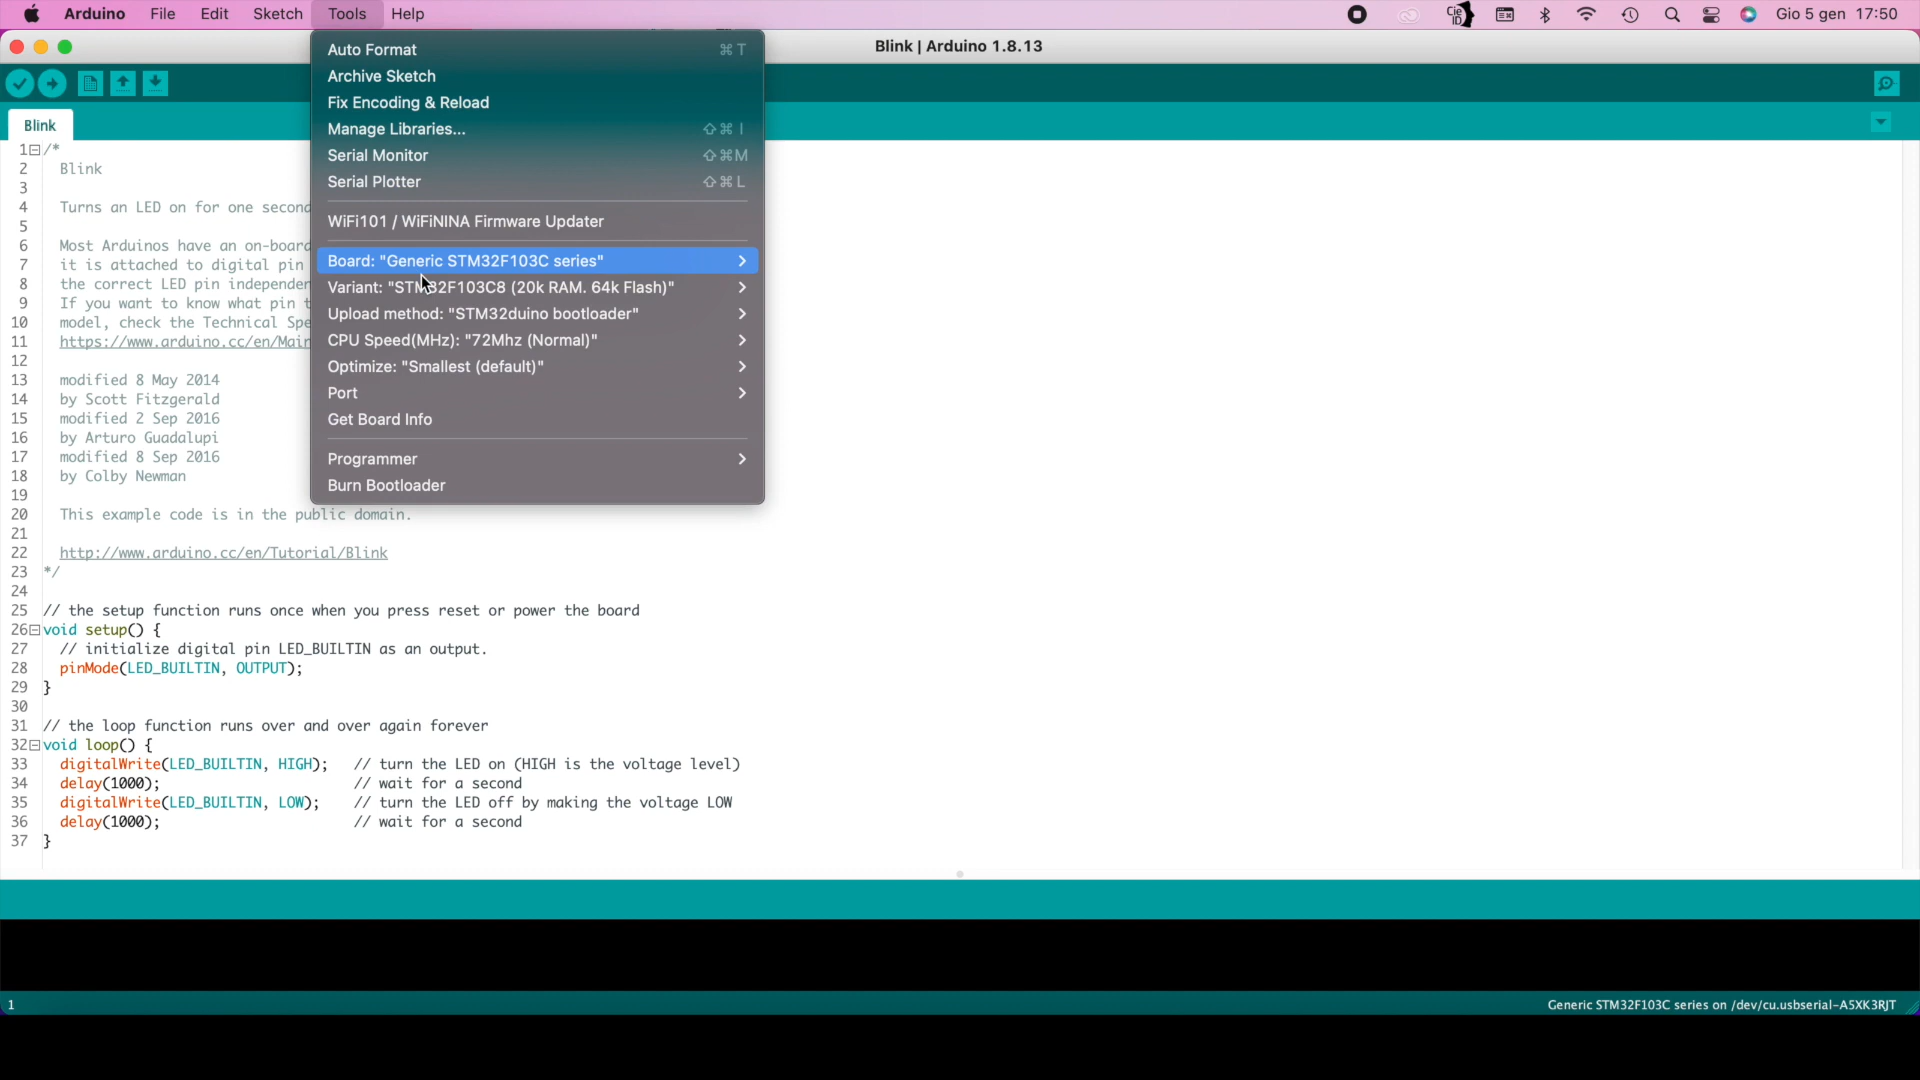 Arduino File Edit Sketch Tools Help
CieID Gio 5 gen 17:50
Blink | Arduino 1.8.13
Auto Format ⌘ T
Archive Sketch
Fix Encoding & Reload
Manage Libraries... ⇧⌘ I
Serial Monitor ⇧⌘M
Serial Plotter ⇧⌘ L
WiFi101 / WiFiNINA Firmware Updater
Board: "Generic STM32F103C series"
Variant: "STM32F103C8 (20k RAM. 64k Flash)"
Upload method: "STM32duino bootloader"
CPU Speed(MHz): "72Mhz (Normal)"
Optimize: "Smallest (default)"
Port
Get Board Info
Programmer
Burn Bootloader
Blink
1 /*
2 Blink
3
4 Turns an LED on for one second
5
6 Most Arduinos have an on-board
7 it is attached to digital pin
8 the correct LED pin independen
9 If you want to know what pin t
10 model, check the Technical Spe
11 https://www.arduino.cc/en/Main
12
13 modified 8 May 2014
14 by Scott Fitzgerald
15 modified 2 Sep 2016
16 by Arturo Guadalupi
17 modified 8 Sep 2016
18 by Colby Newman
19
20 This example code is in the public domain.
21
22 http://www.arduino.cc/en/Tutorial/Blink
23 */
24
25 // the setup function runs once when you press reset or power the board
26 void setup() {
27 // initialize digital pin LED_BUILTIN as an output.
28 pinMode(LED_BUILTIN, OUTPUT);
29 }
30
31 // the loop function runs over and over again forever
32 void loop() {
33 digitalWrite(LED_BUILTIN, HIGH); // turn the LED on (HIGH is the voltage level)
34 delay(1000); // wait for a second
35 digitalWrite(LED_BUILTIN, LOW); // turn the LED off by making the voltage LOW
36 delay(1000); // wait for a second
37 }
1 Generic STM32F103C series on /dev/cu.usbserial-A5XK3RJT